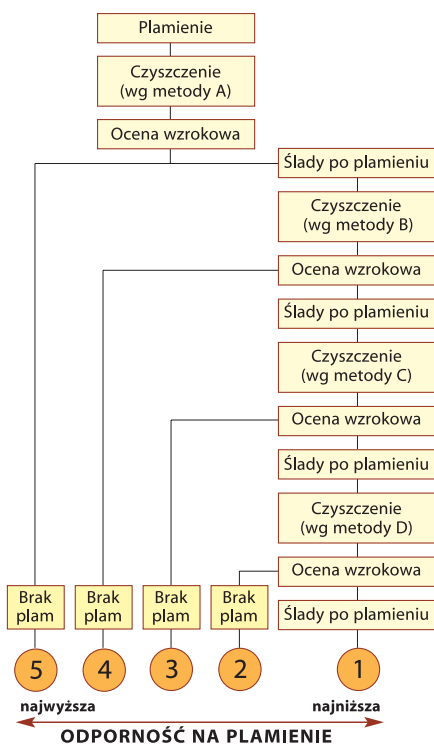 Plamienie
Czyszczenie
(wg metody A)
Ocena wzrokowa
Ślady po plamieniu
Czyszczenie
(wg metody B)
Ocena wzrokowa
Ślady po plamieniu
Czyszczenie
(wg metody C)
Ocena wzrokowa
Ślady po plamieniu
Czyszczenie
(wg metody D)
Ocena wzrokowa
Brak
plam
Brak
plam
Brak
plam
Brak
plam
Ślady po plamieniu
5 4 3 2 1
najwyższa najniższa
ODPORNOŚĆ NA PLAMIENIE